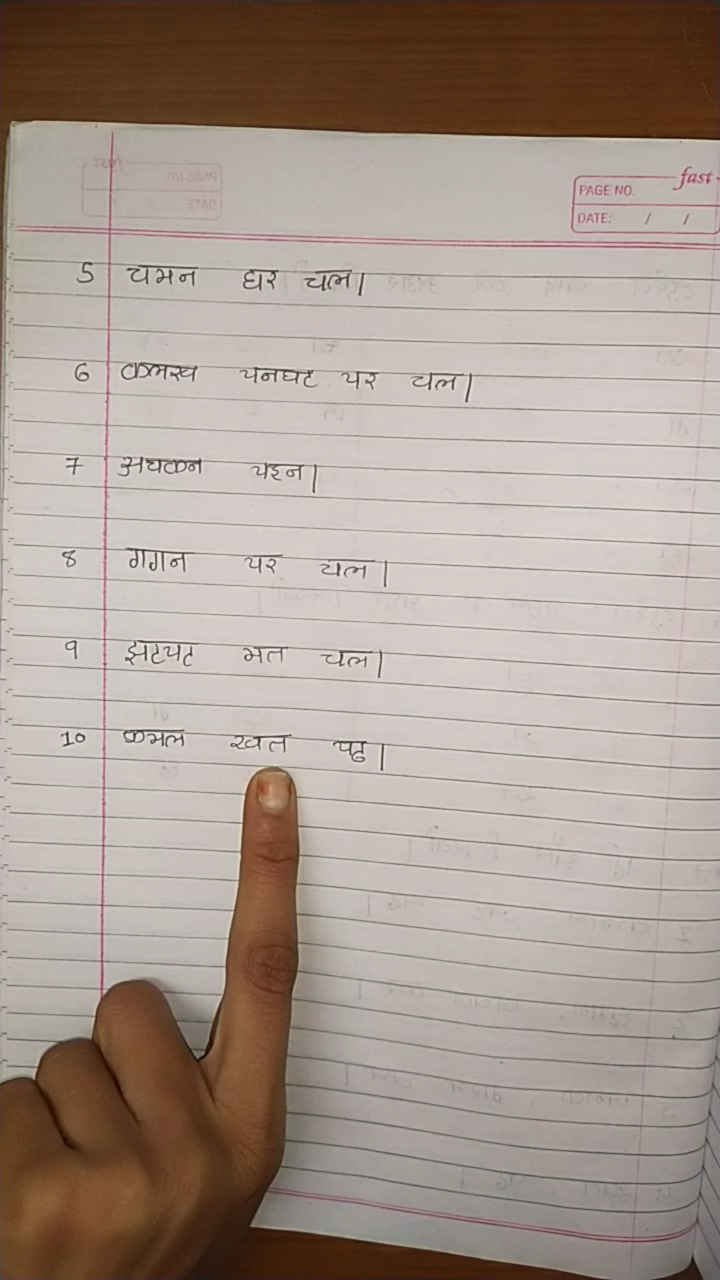 fast
PAGE NO.
DATE: / /
5 चमन घर चल।
6 पनघट पर चल।
7 अचकन पहन।
8 गगन पर चल।
9 झटपट मत चल।
10 कमल खत पढ।